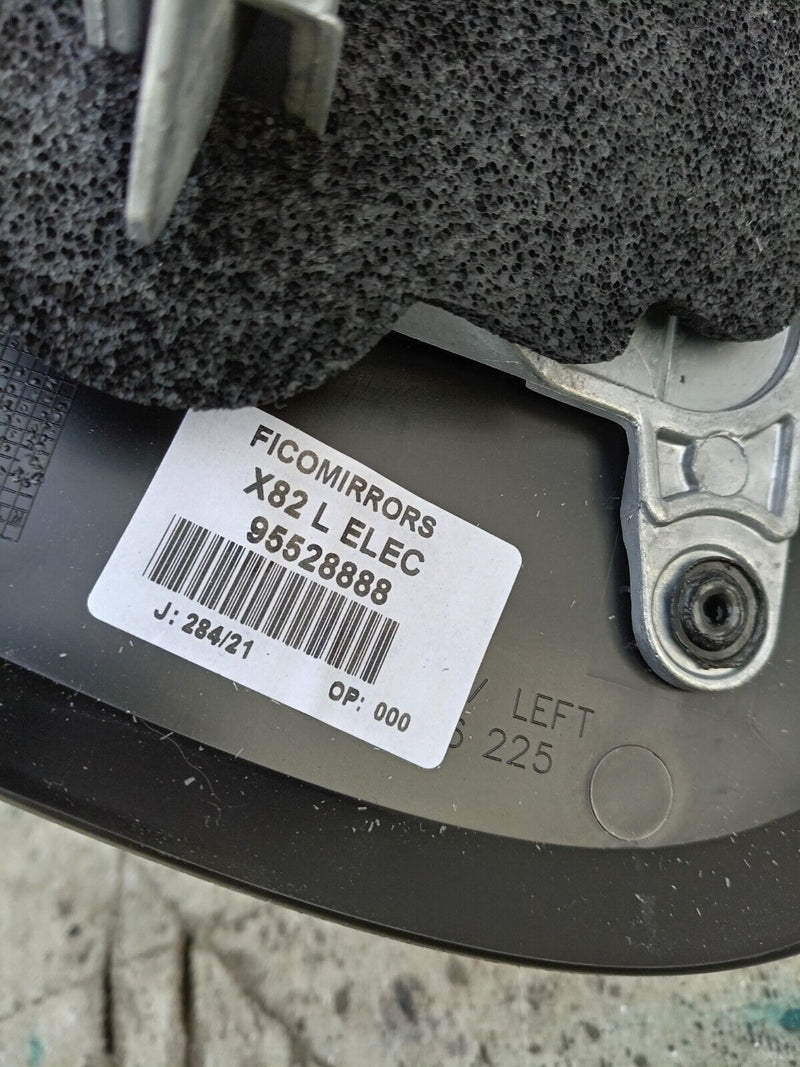 FICOMIRRORS
X82 L ELEC
95528888
J: 284/21
OP: 000
/ LEFT
225